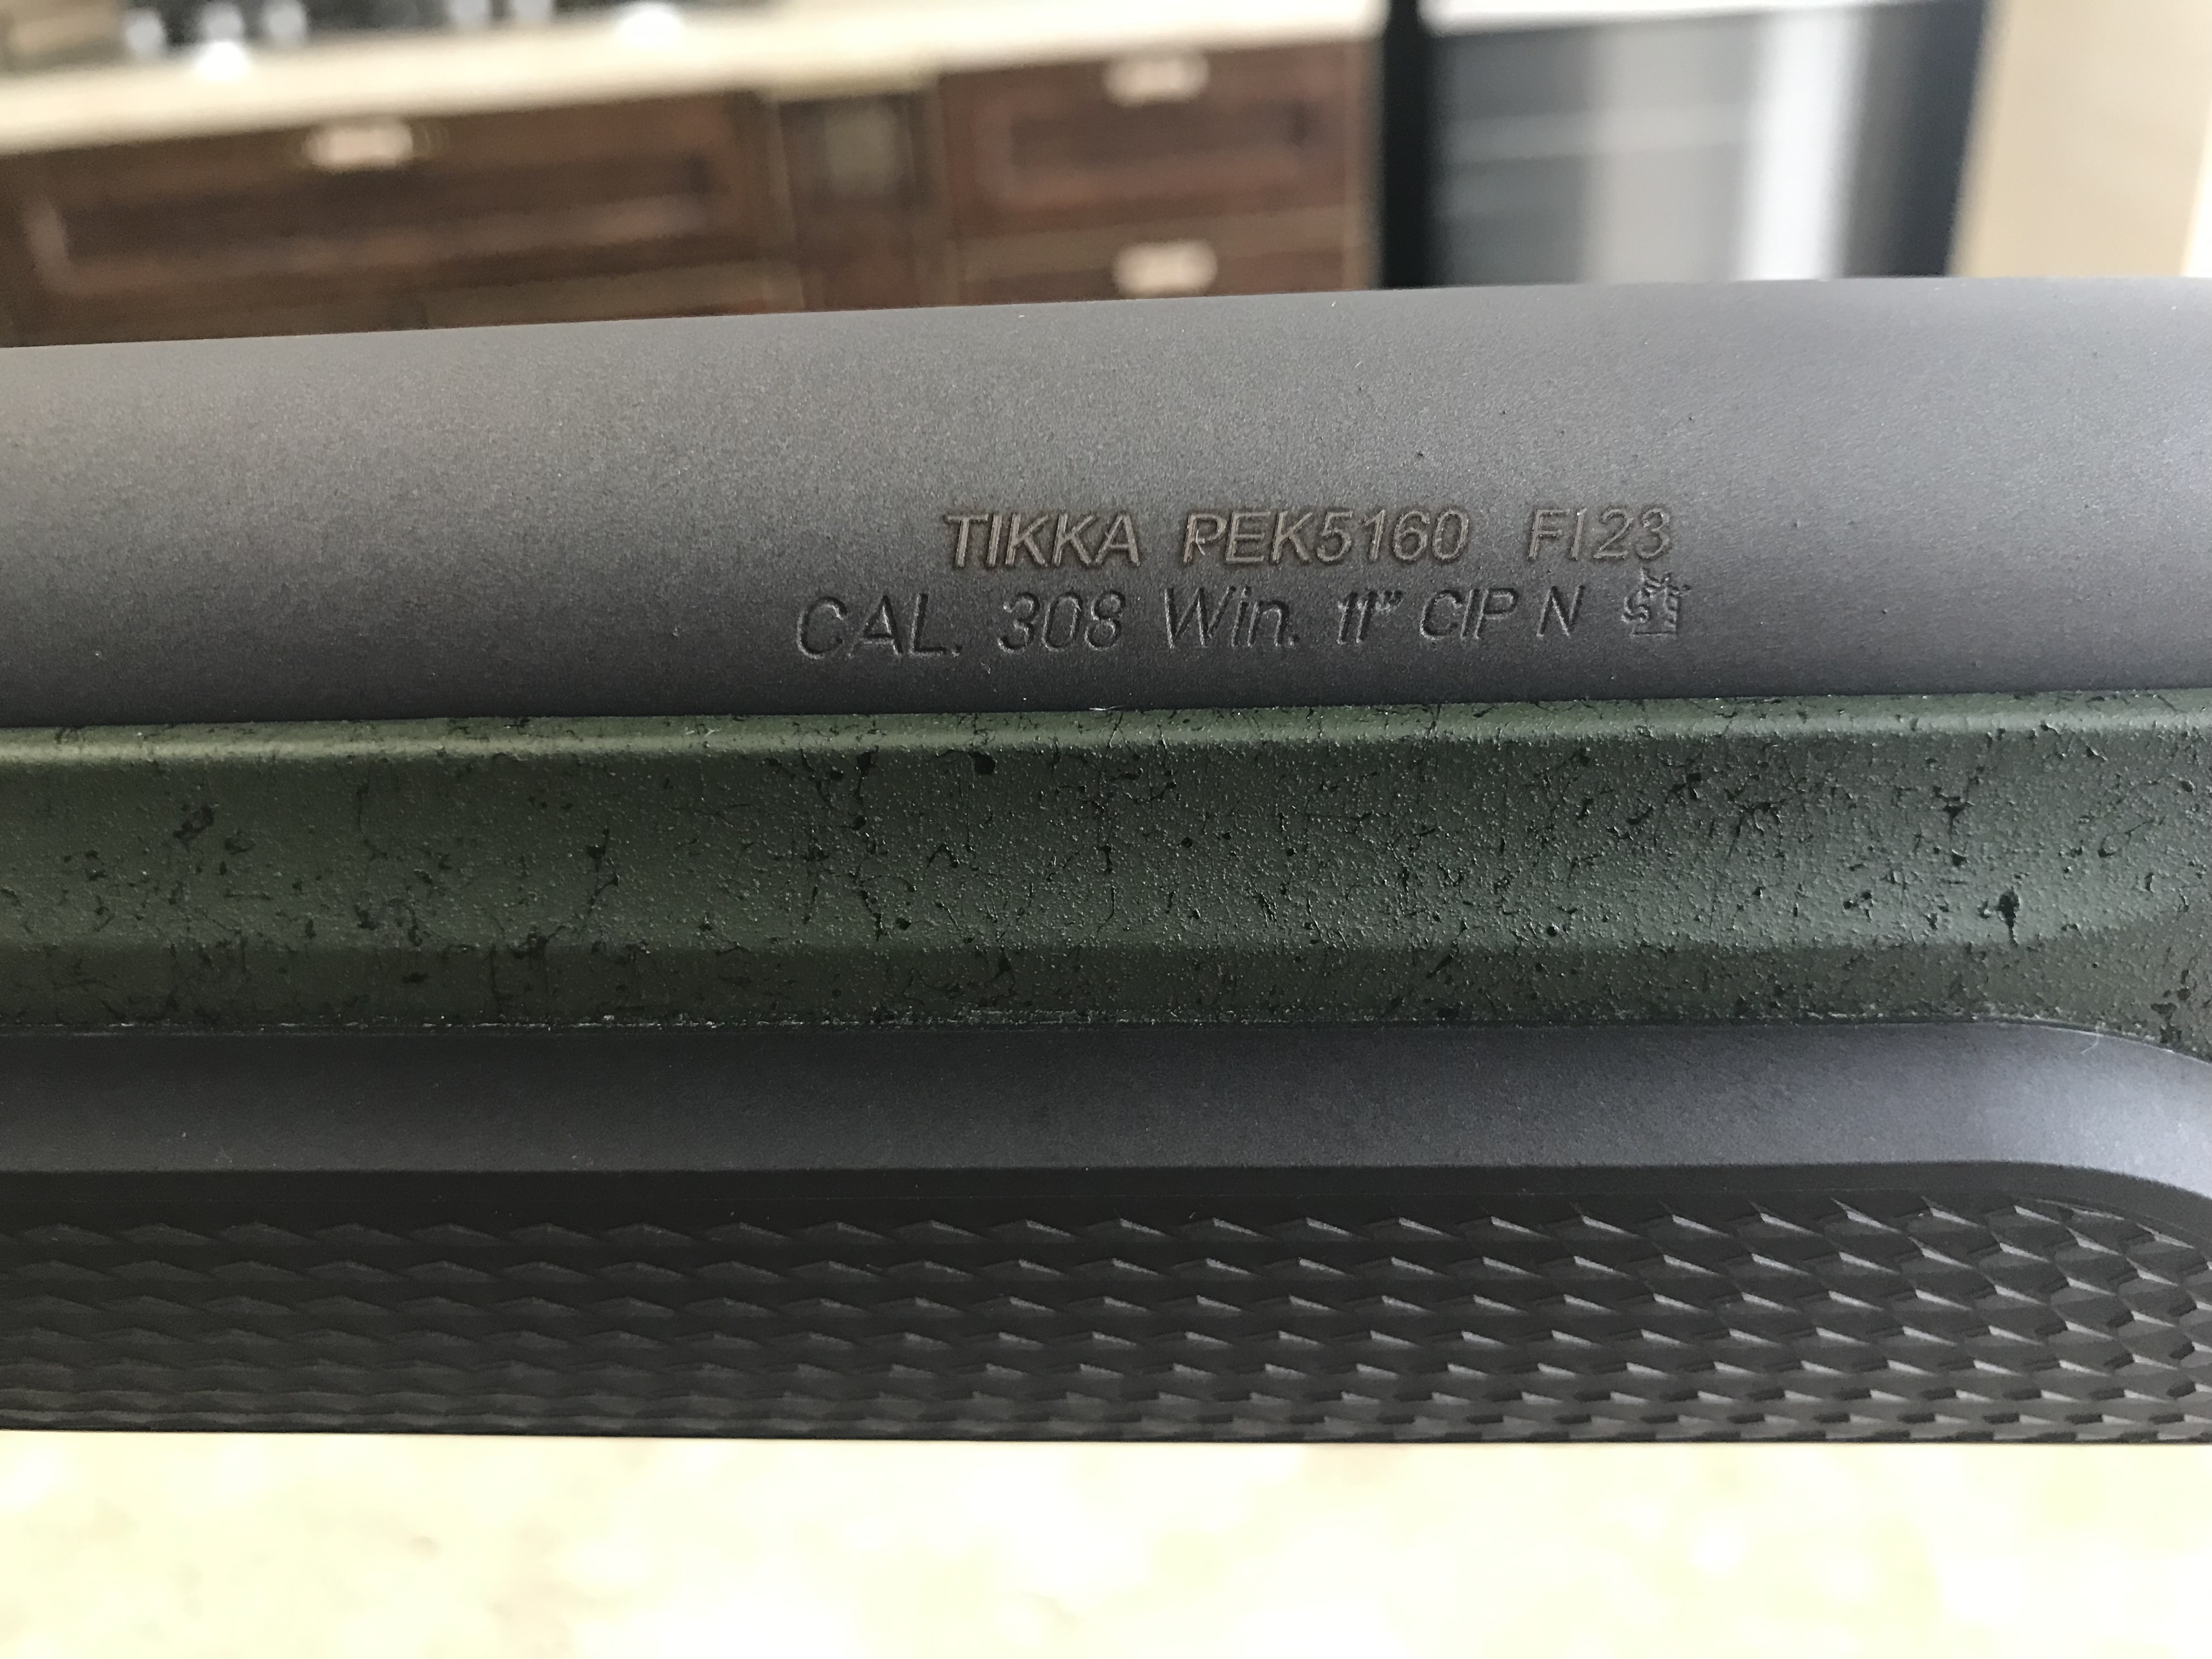 TIKKA PEK5160 FI23
CAL. 308 Win. 11" CIP N